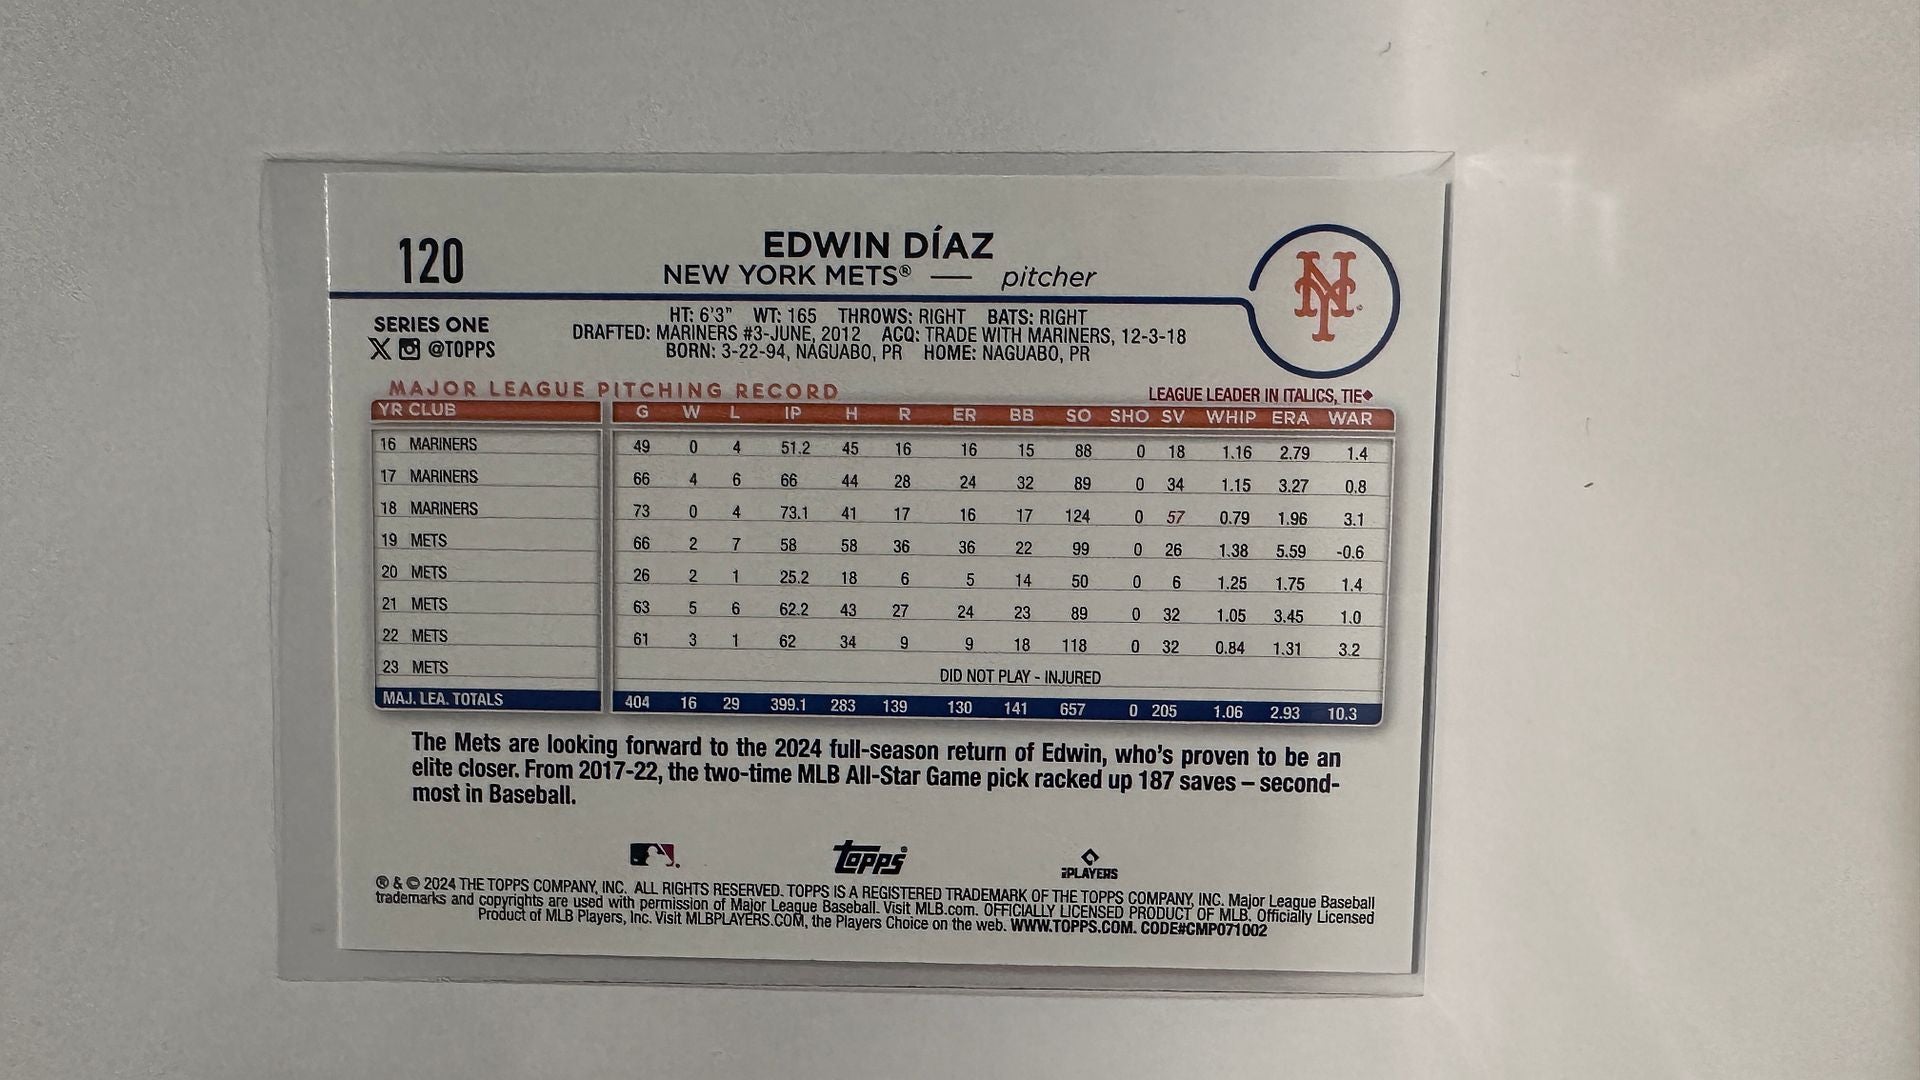 120
EDWIN DÍAZ
NEW YORK METS® — pitcher
NY
SERIES ONE
@TOPPS
HT: 6'3" WT: 165 THROWS: RIGHT BATS: RIGHT
DRAFTED: MARINERS #3-JUNE, 2012 ACQ: TRADE WITH MARINERS, 12-3-18
BORN: 3-22-94, NAGUABO, PR HOME: NAGUABO, PR
MAJOR LEAGUE PITCHING RECORD
LEAGUE LEADER IN ITALICS, TIE◆
YR CLUB G W L IP H R ER BB SO SHO SV WHIP ERA WAR
16 MARINERS 49 0 4 51.2 45 16 16 15 88 0 18 1.16 2.79 1.4
17 MARINERS 66 4 6 66 44 28 24 32 89 0 34 1.15 3.27 0.8
18 MARINERS 73 0 4 73.1 41 17 16 17 124 0 57 0.79 1.96 3.1
19 METS 66 2 7 58 58 36 36 22 99 0 26 1.38 5.59 -0.6
20 METS 26 2 1 25.2 18 6 5 14 50 0 6 1.25 1.75 1.4
21 METS 63 5 6 62.2 43 27 24 23 89 0 32 1.05 3.45 1.0
22 METS 61 3 1 62 34 9 9 18 118 0 32 0.84 1.31 3.2
23 METS DID NOT PLAY - INJURED
MAJ. LEA. TOTALS 404 16 29 399.1 283 139 130 141 657 0 205 1.06 2.93 10.3
The Mets are looking forward to the 2024 full-season return of Edwin, who's proven to be an
elite closer. From 2017-22, the two-time MLB All-Star Game pick racked up 187 saves – second-
most in Baseball.
Topps®
PLAYERS
® & © 2024 THE TOPPS COMPANY, INC. ALL RIGHTS RESERVED. TOPPS IS A REGISTERED TRADEMARK OF THE TOPPS COMPANY, INC. Major League Baseball
trademarks and copyrights are used with permission of Major League Baseball. Visit MLB.com. OFFICIALLY LICENSED PRODUCT OF MLB. Officially Licensed
Product of MLB Players, Inc. Visit MLBPLAYERS.COM, the Players Choice on the web. WWW.TOPPS.COM. CODE#CMP071002